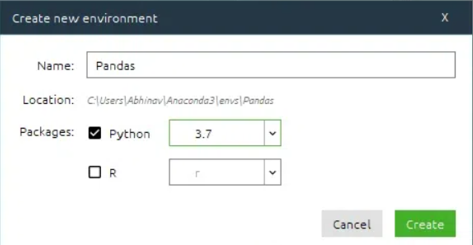 Create new environment X
Name: Pandas
Location: C:\Users\Abhinav\Anaconda3\envs\Pandas
Packages: Python 3.7
R r
Cancel Create